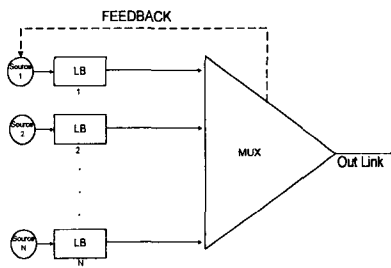 FEEDBACK
Source
1
LB
1
Source
2
LB
2
MUX
Out Link
Source
N
LB
N